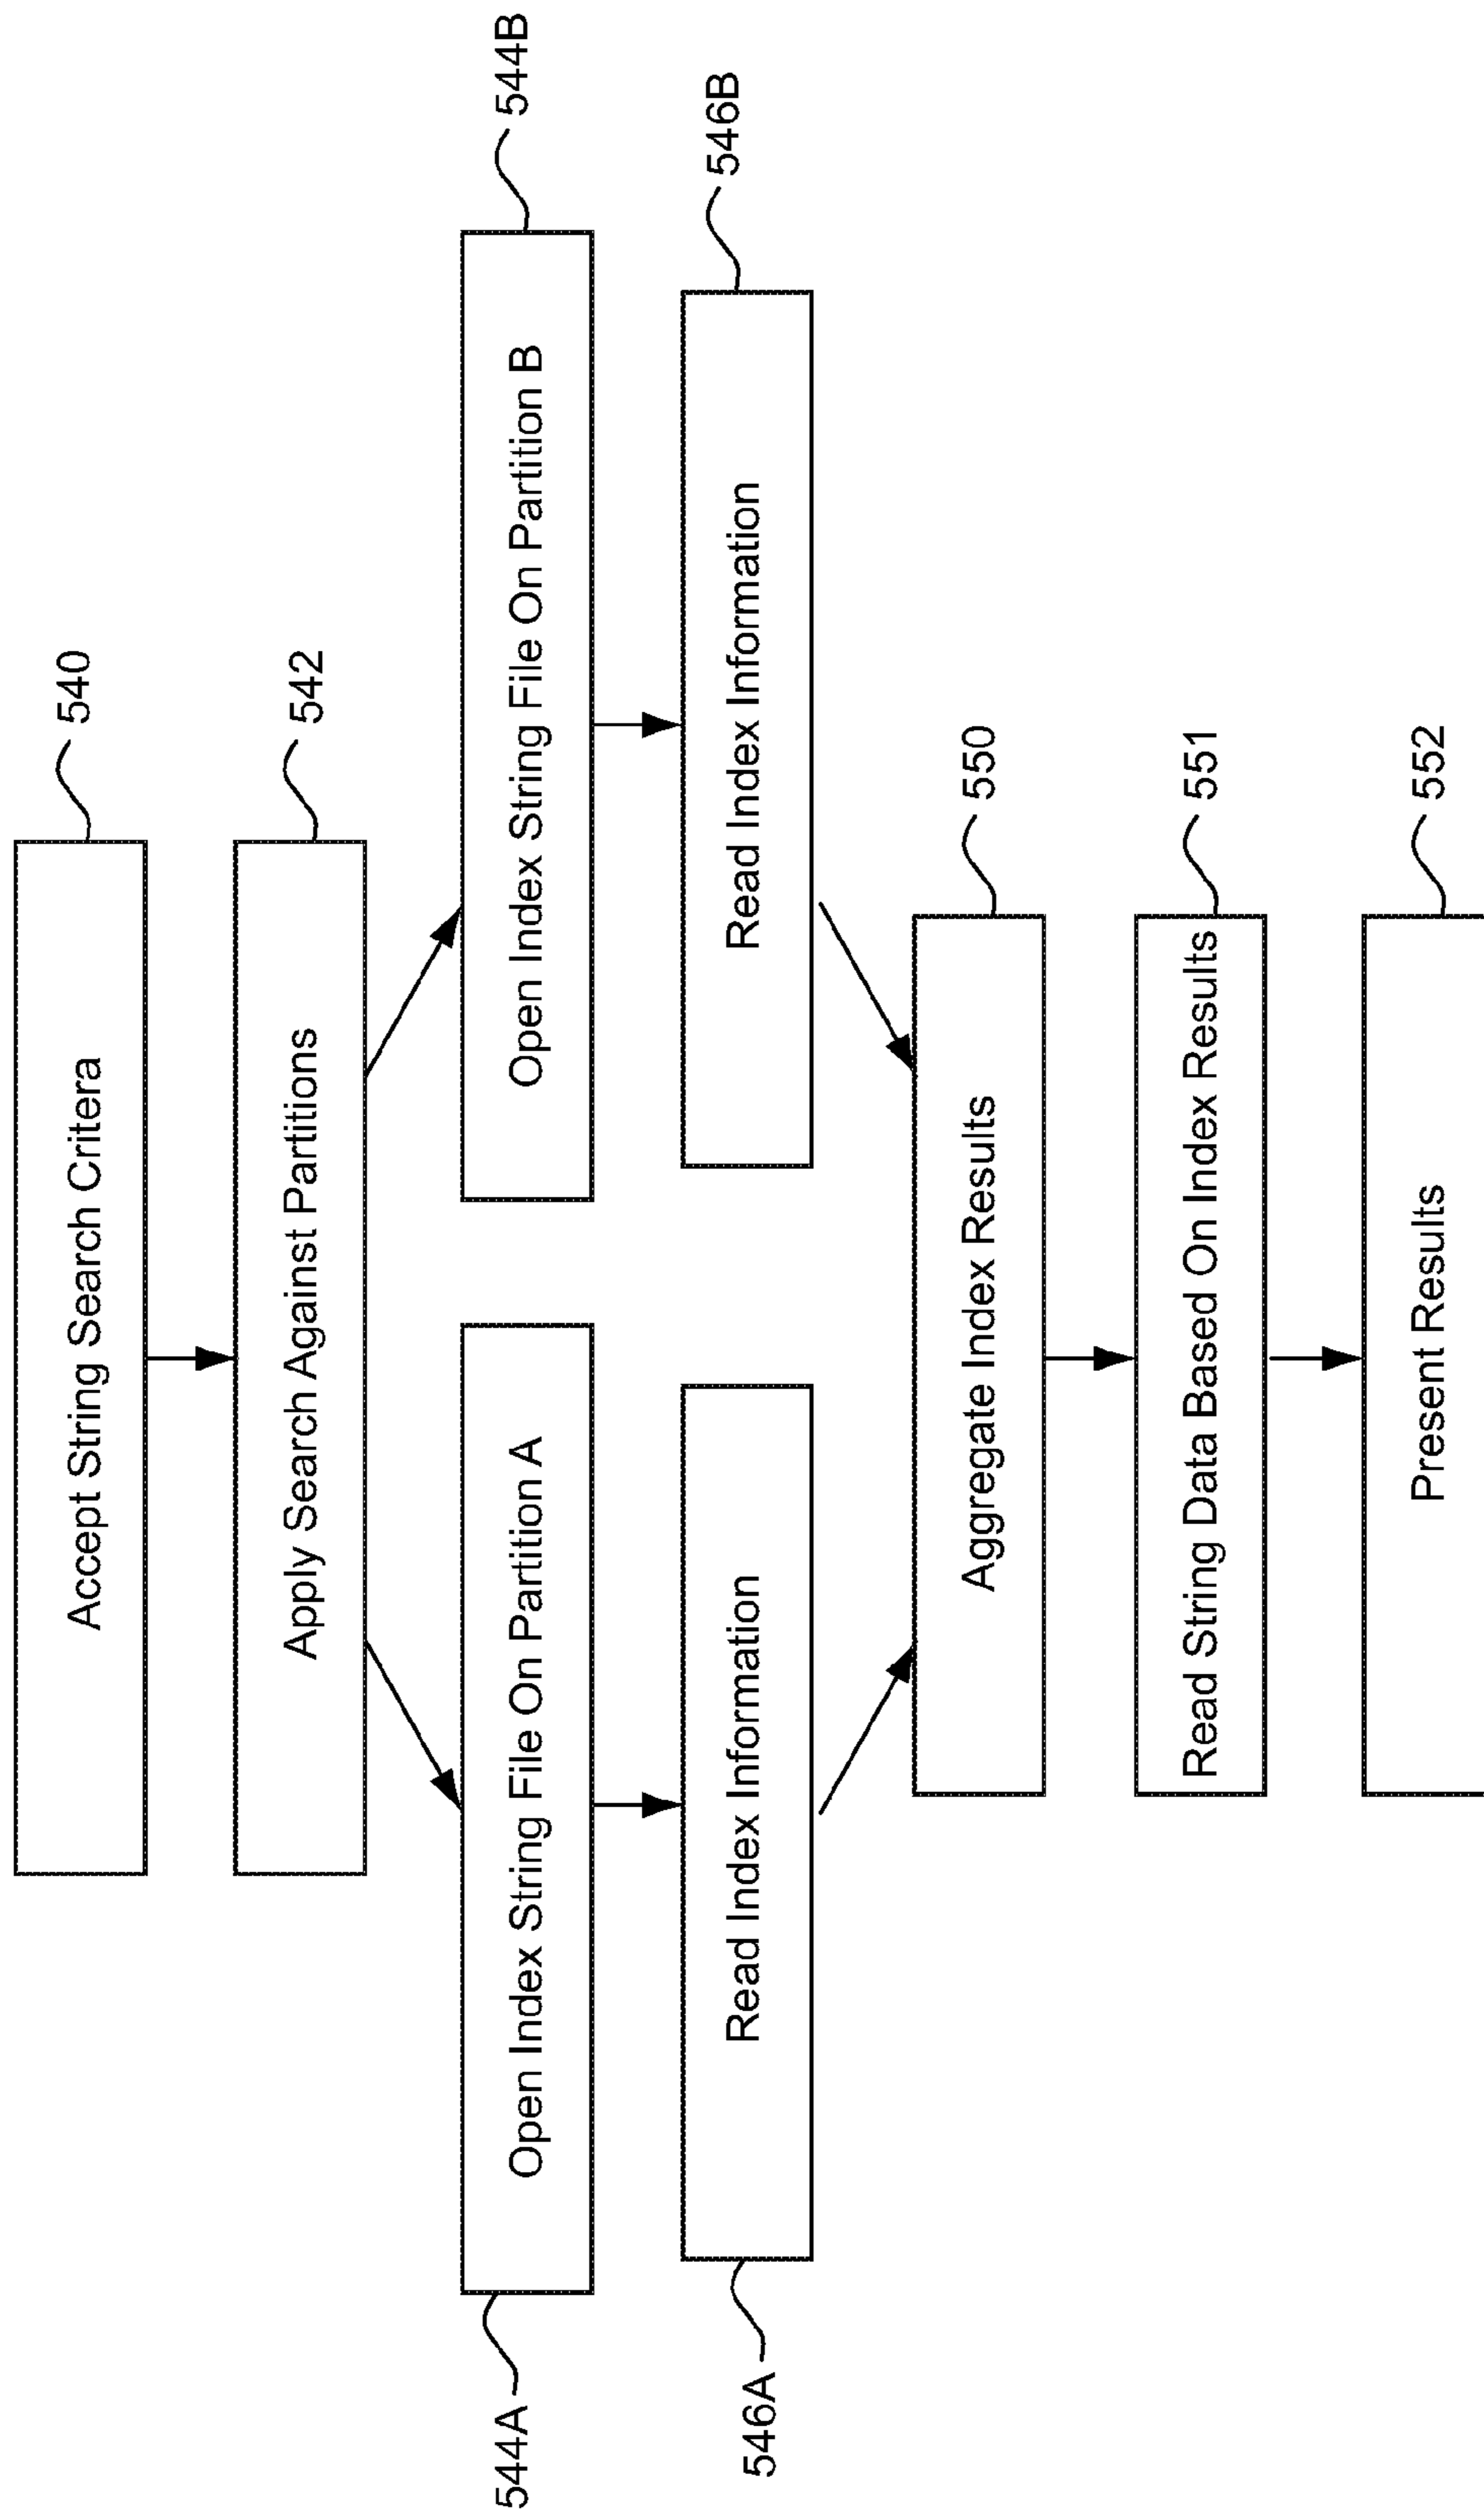 Accept String Search Critera
540
Apply Search Against Partitions
542
544A
Open Index String File On Partition A
Open Index String File On Partition B
544B
546A
Read Index Information
Read Index Information
546B
Aggregate Index Results
550
Read String Data Based On Index Results
551
Present Results
552